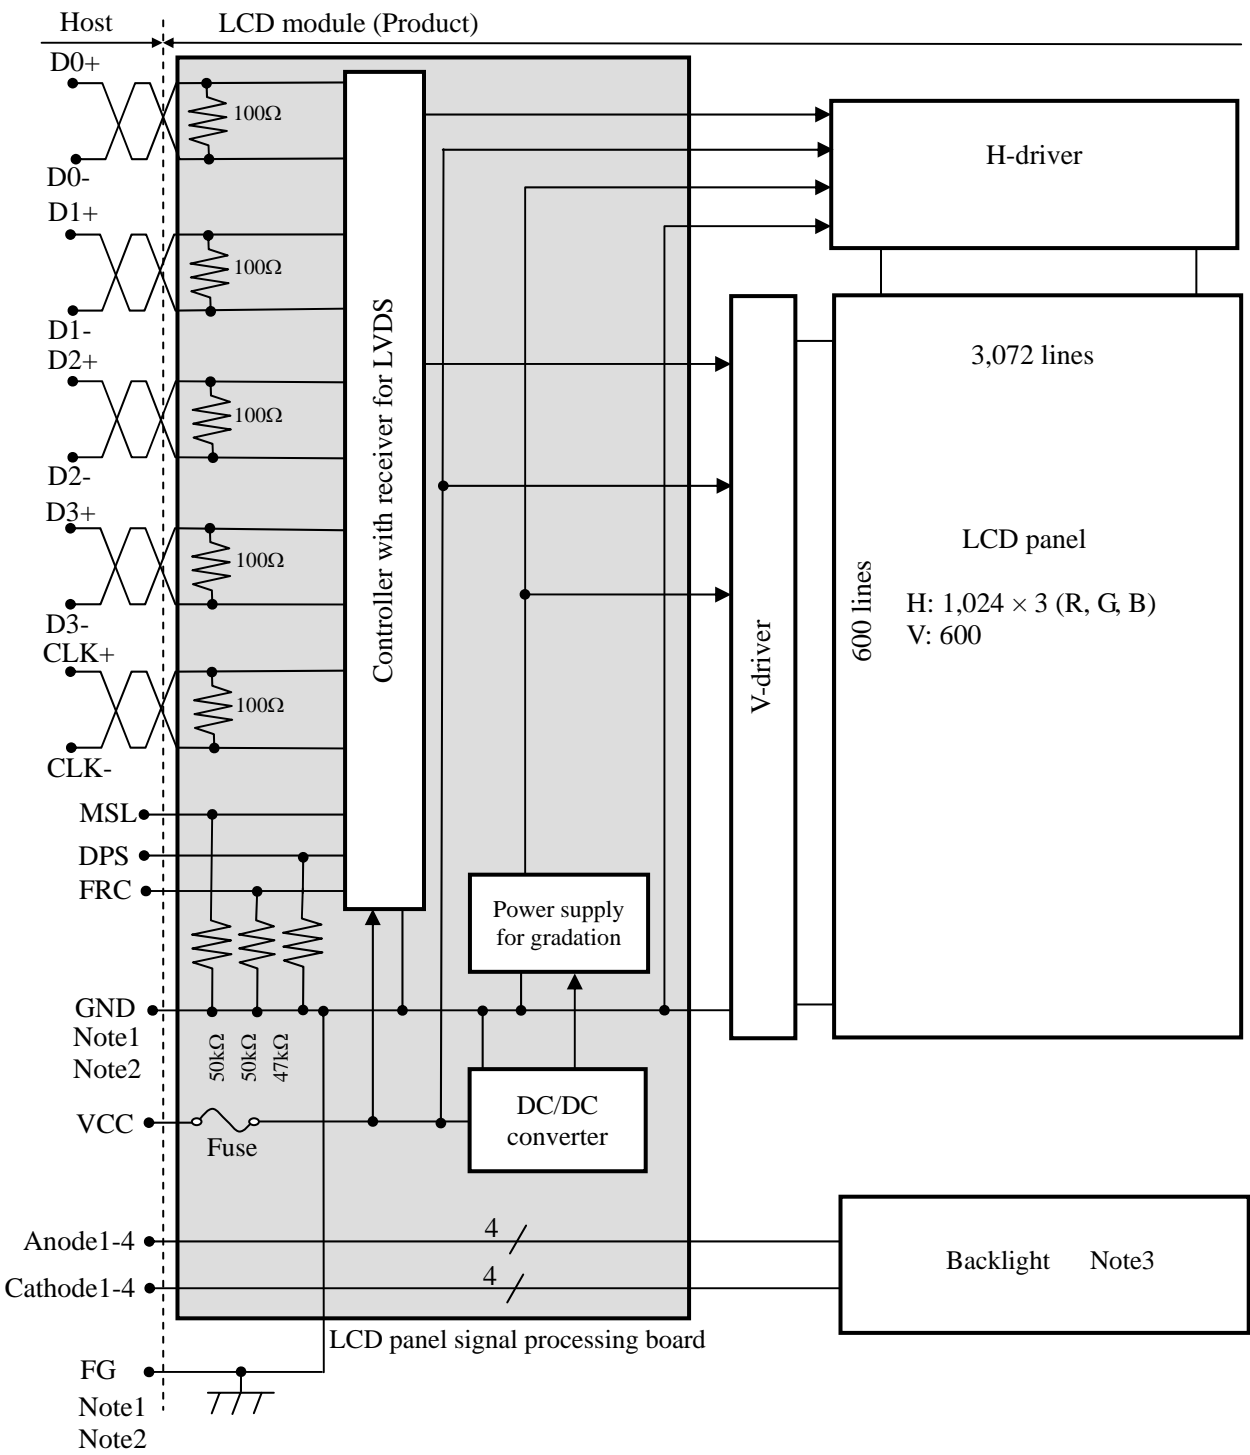 Host
LCD module (Product)
D0+
100Ω
D0-
D1+
100Ω
D1-
D2+
100Ω
D2-
D3+
100Ω
D3-
CLK+
100Ω
CLK-
MSL
DPS
FRC
GND
Note1
Note2
50kΩ
50kΩ
47kΩ
VCC
Fuse
Controller with receiver for LVDS
Power supply
for gradation
DC/DC
converter
H-driver
V-driver
3,072 lines
600 lines
LCD panel
H: 1,024 × 3 (R, G, B)
V: 600
Anode1-4
4
Cathode1-4
4
Backlight Note3
LCD panel signal processing board
FG
Note1
Note2